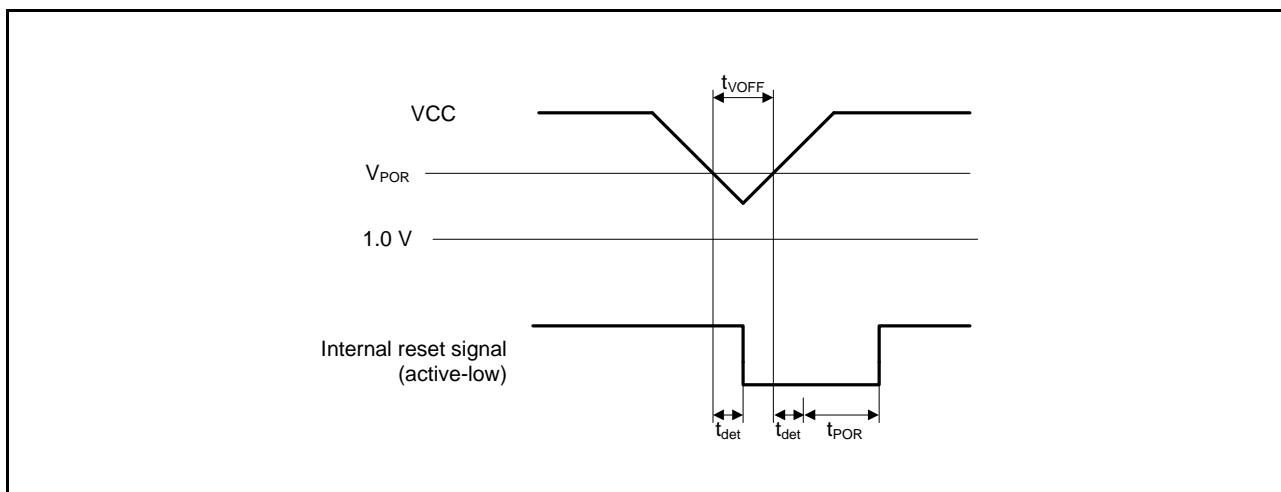 tVOFF
VCC
VPOR
1.0 V
Internal reset signal
(active-low)
tdet
tdet
tPOR